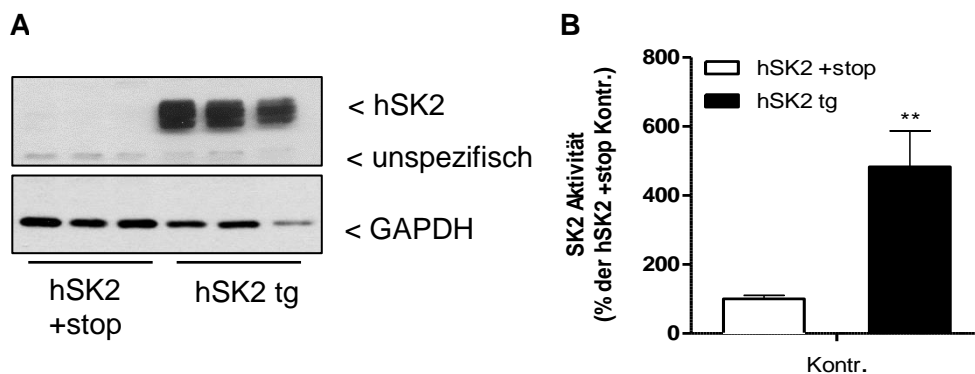 A
< hSK2
< unspezifisch
< GAPDH
hSK2
+stop
hSK2 tg
B
SK2 Aktivität
(% der hSK2 +stop Kontr.)
800
600
400
200
0
hSK2 +stop
hSK2 tg
**
Kontr.